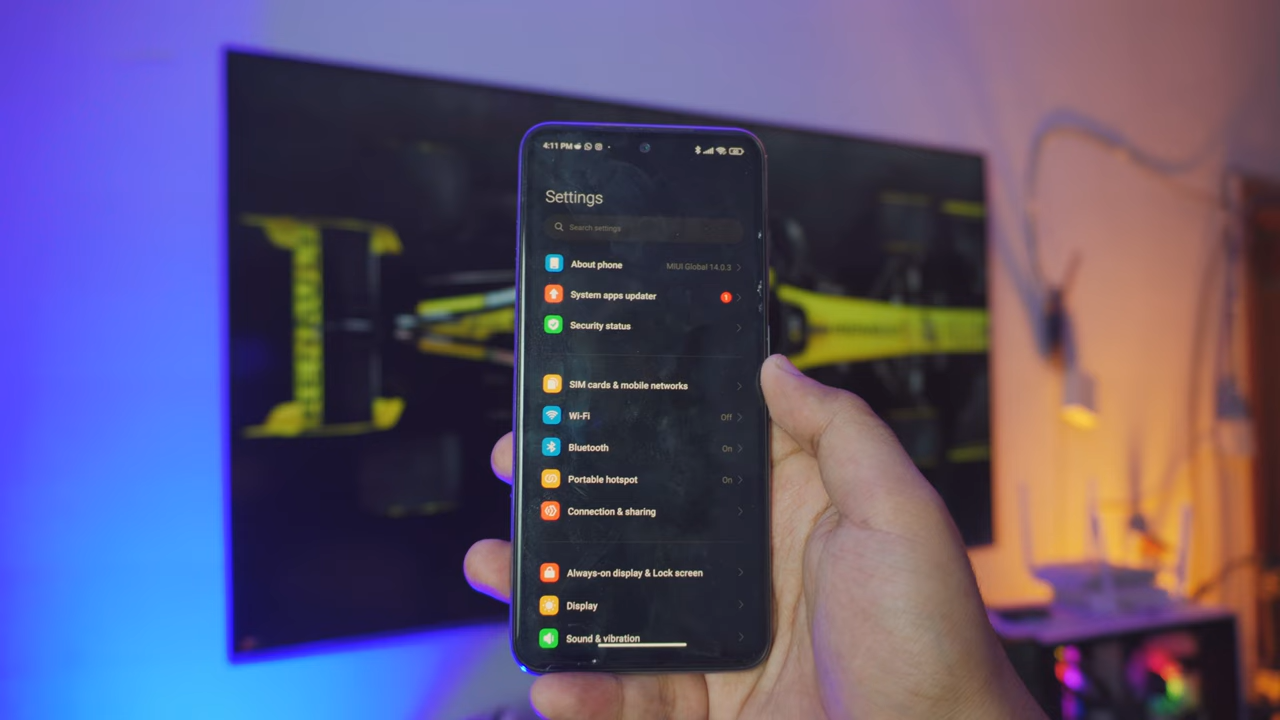 4:11 PM
Settings
Search settings
About phone MIUI Global 14.0.3
System apps updater 1
Security status
SIM cards & mobile networks
Wi-Fi Off
Bluetooth On
Portable hotspot On
Connection & sharing
Always-on display & Lock screen
Display
Sound & vibration